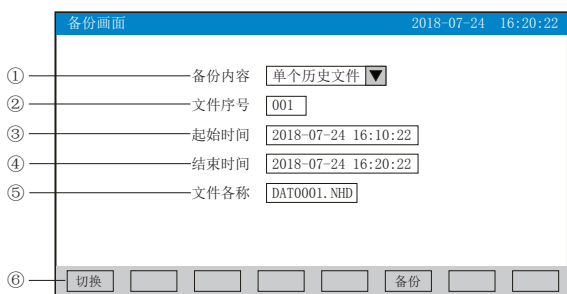 备份画面 2018-07-24 16:20:22
① 备份内容 单个历史文件
② 文件序号 001
③ 起始时间 2018-07-24 16:10:22
④ 结束时间 2018-07-24 16:20:22
⑤ 文件各称 DAT0001.NHD
⑥ 切换 备份